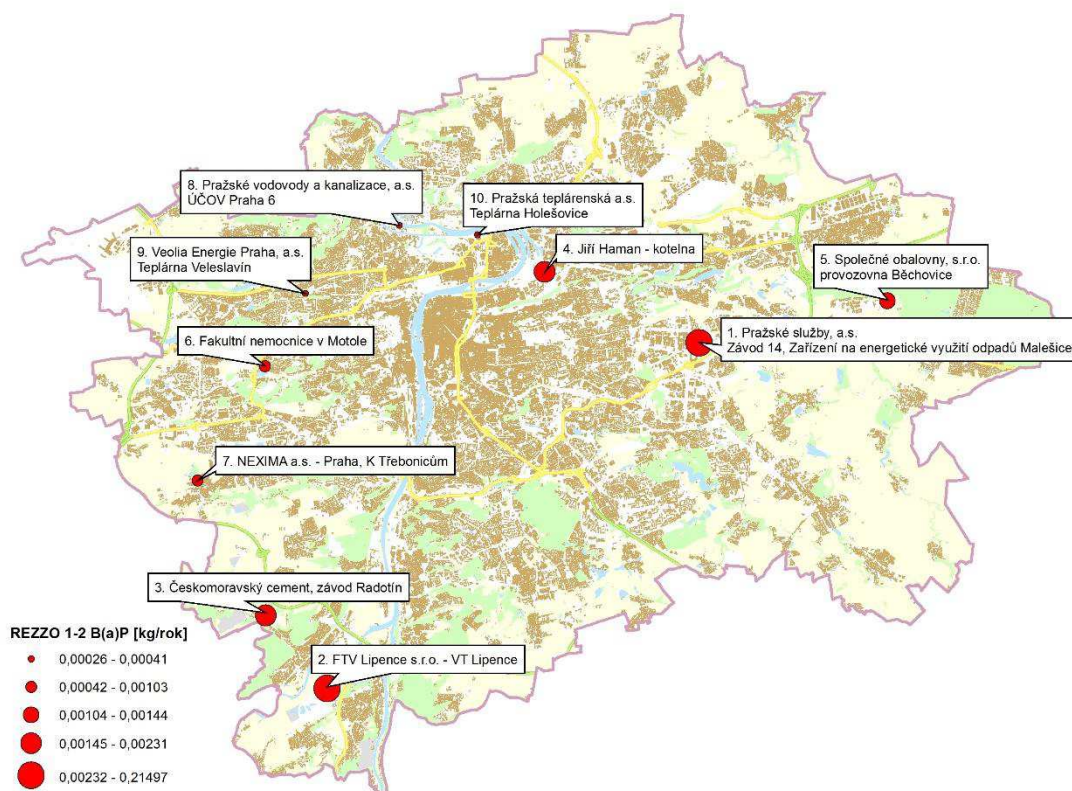 8. Pražské vodovody a kanalizace, a.s.
ÚČOV Praha 6
10. Pražská teplárenská a.s.
Teplárna Holešovice
9. Veolia Energie Praha, a.s.
Teplárna Veleslavín
4. Jiří Haman - kotelna
5. Společné obalovny, s.r.o.
provozovna Běchovice
6. Fakultní nemocnice v Motole
1. Pražské služby, a.s.
Závod 14, Zařízení na energetické využití odpadů Malešice
7. NEXIMA a.s. - Praha, K Třebonicům
3. Českomoravský cement, závod Radotín
2. FTV Lipence s.r.o. - VT Lipence
REZZO 1-2 B(a)P [kg/rok]
0,00026 - 0,00041
0,00042 - 0,00103
0,00104 - 0,00144
0,00145 - 0,00231
0,00232 - 0,21497